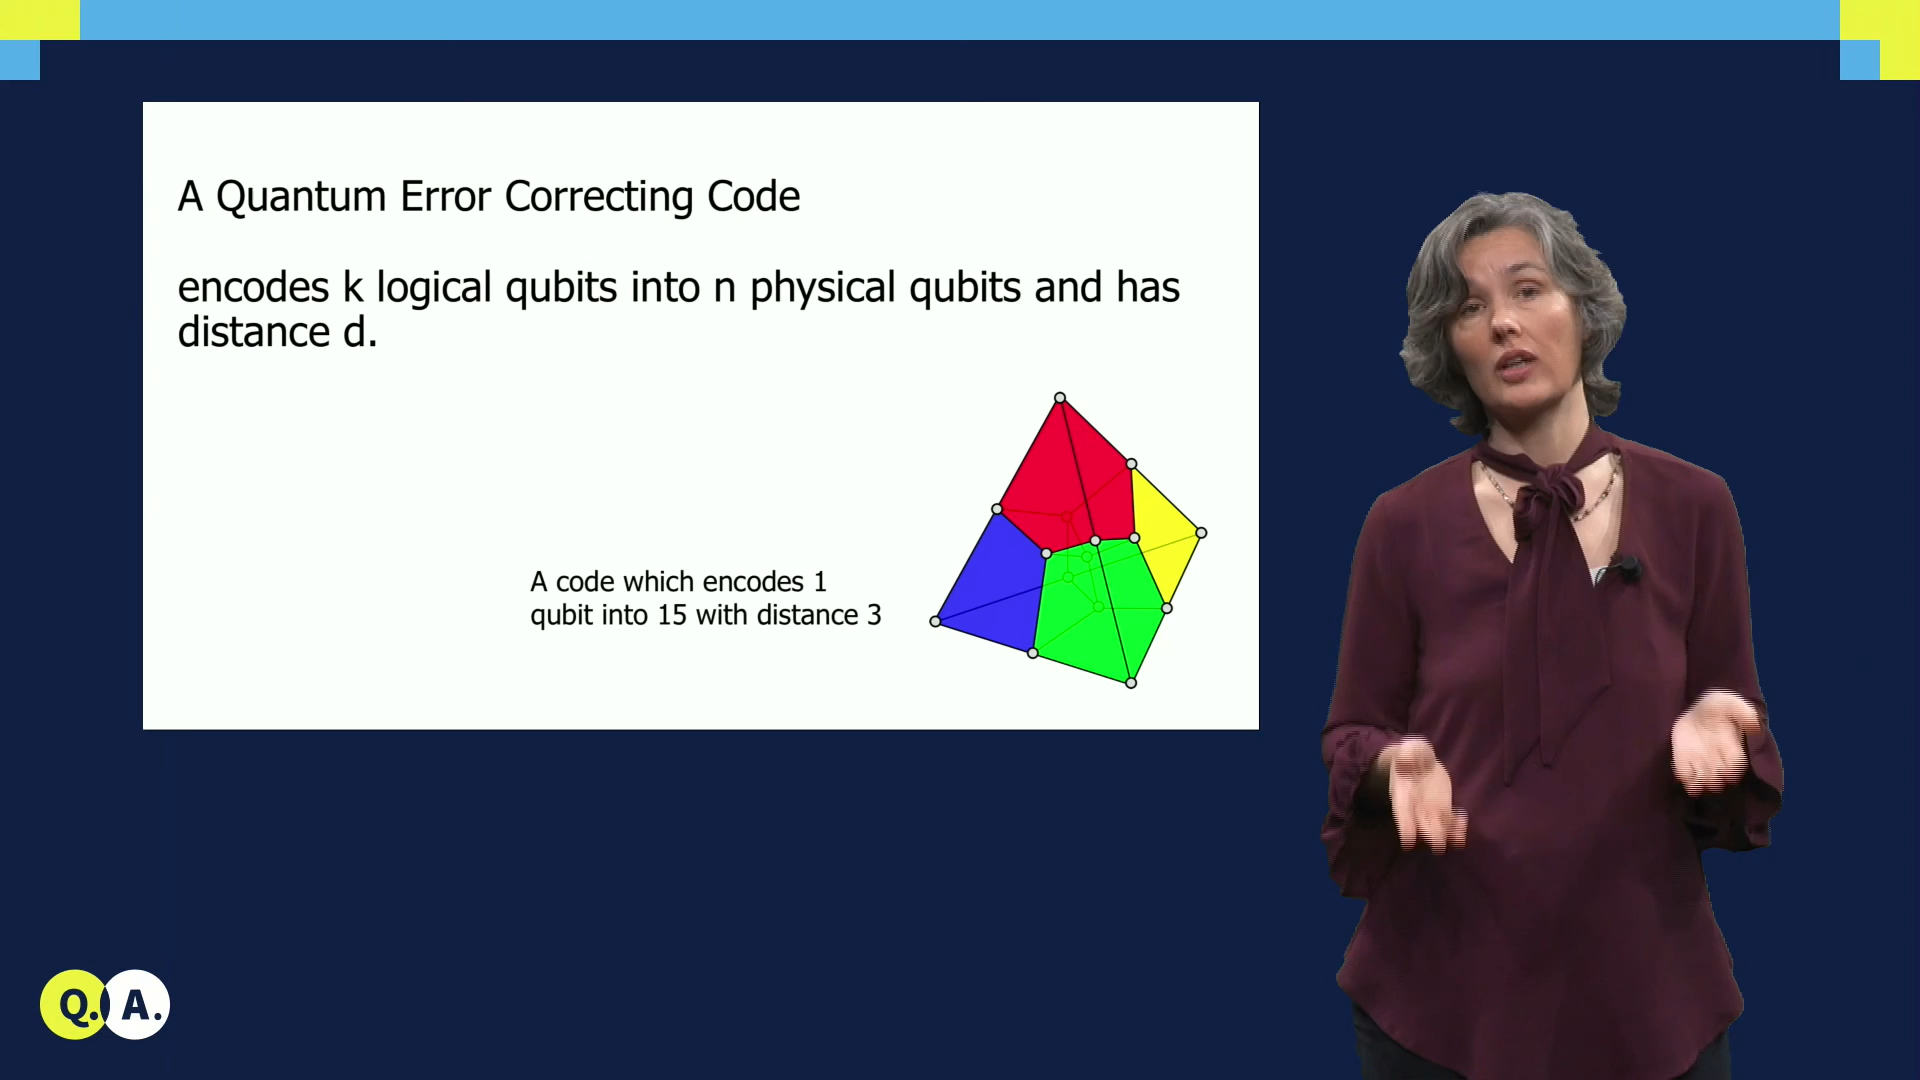 A Quantum Error Correcting Code
encodes k logical qubits into n physical qubits and has
distance d.
A code which encodes 1
qubit into 15 with distance 3
Q. A.